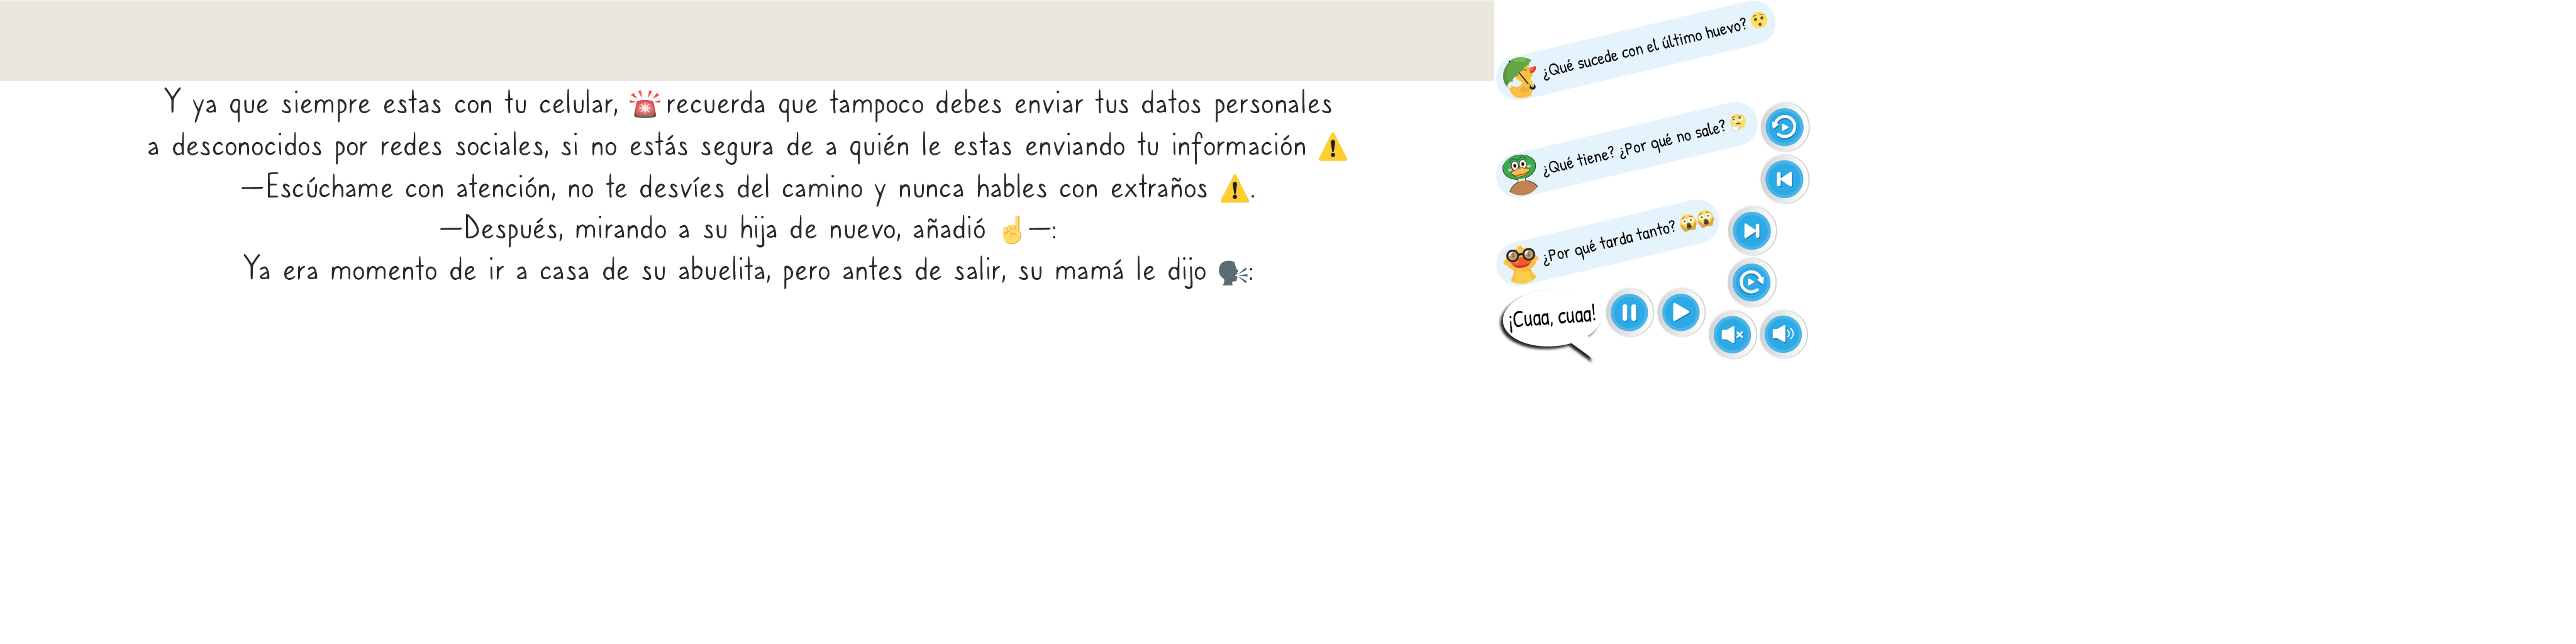 Y ya que siempre estas con tu celular, 🚨recuerda que tampoco debes enviar tus datos personales
a desconocidos por redes sociales, si no estás segura de a quién le estas enviando tu información ⚠️
—Escúchame con atención, no te desvíes del camino y nunca hables con extraños ⚠️.
—Después, mirando a su hija de nuevo, añadió ☝️—:
Ya era momento de ir a casa de su abuelita, pero antes de salir, su mamá le dijo 🗣️:
¿Qué sucede con el último huevo? 😯
¿Qué tiene? ¿Por qué no sale? 🤔
¿Por qué tarda tanto? 😱😱
¡Cuaa, cuaa!